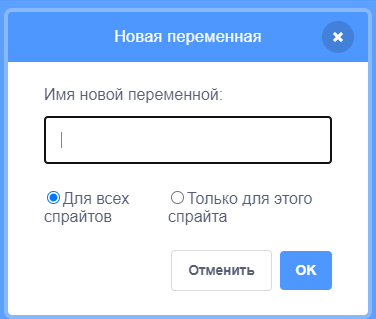 Новая переменная
Имя новой переменной:
Для всех Только для этого
спрайтов спрайта
Отменить OK